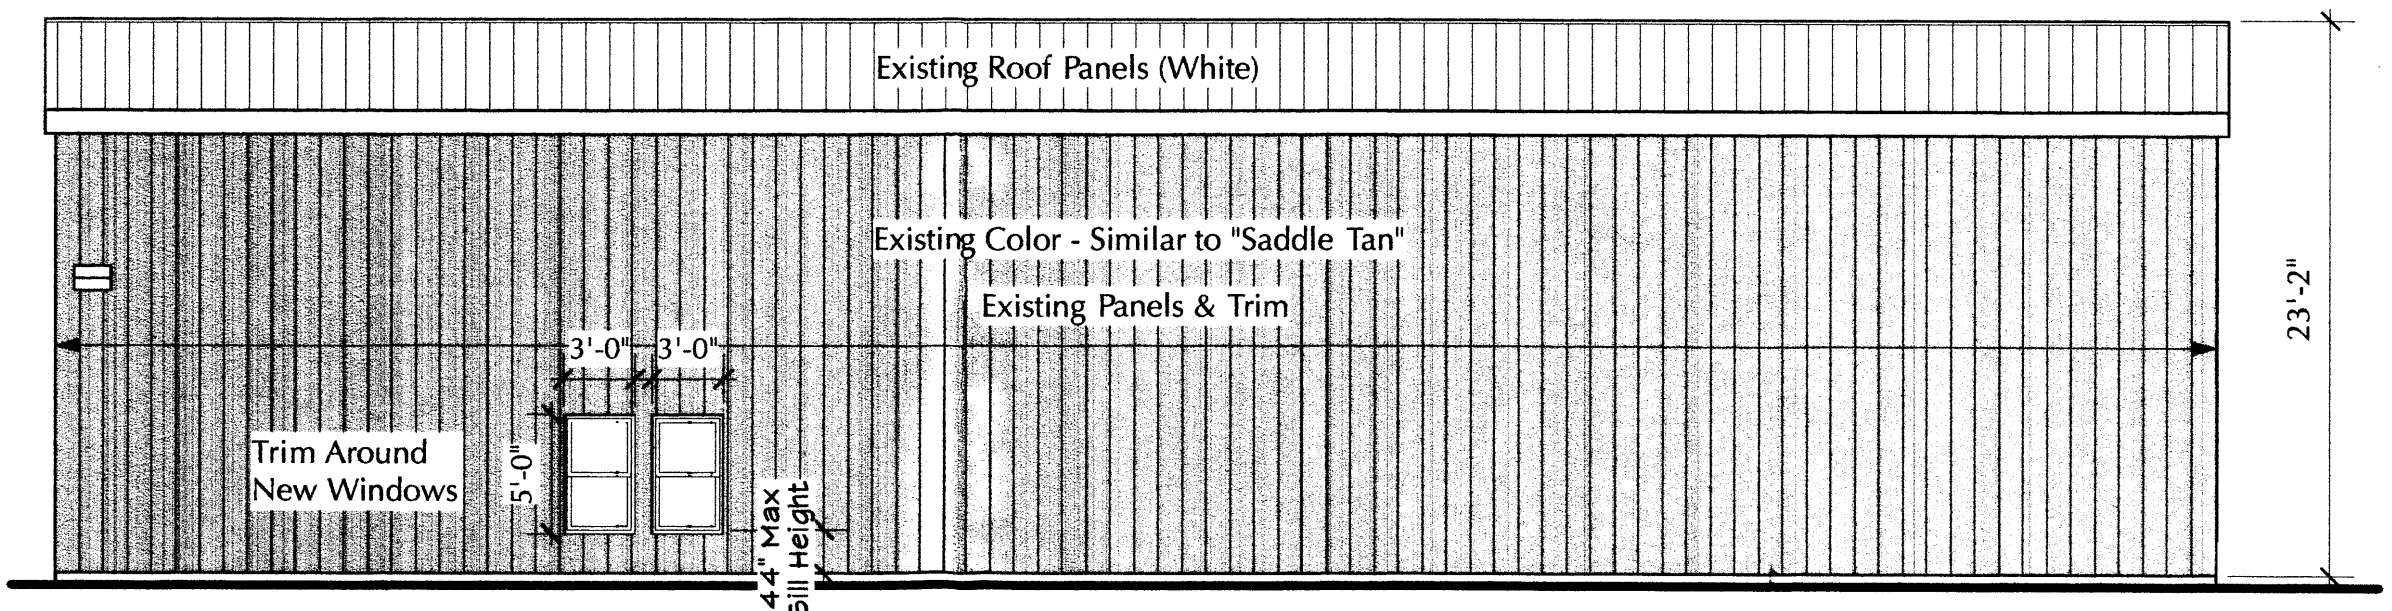 Existing Roof Panels (White)
Existing Color - Similar to "Saddle Tan"
Existing Panels & Trim
23'-2"
3'-0"
3'-0"
Trim Around
New Windows
5'-0"
44" Max
Sill Height